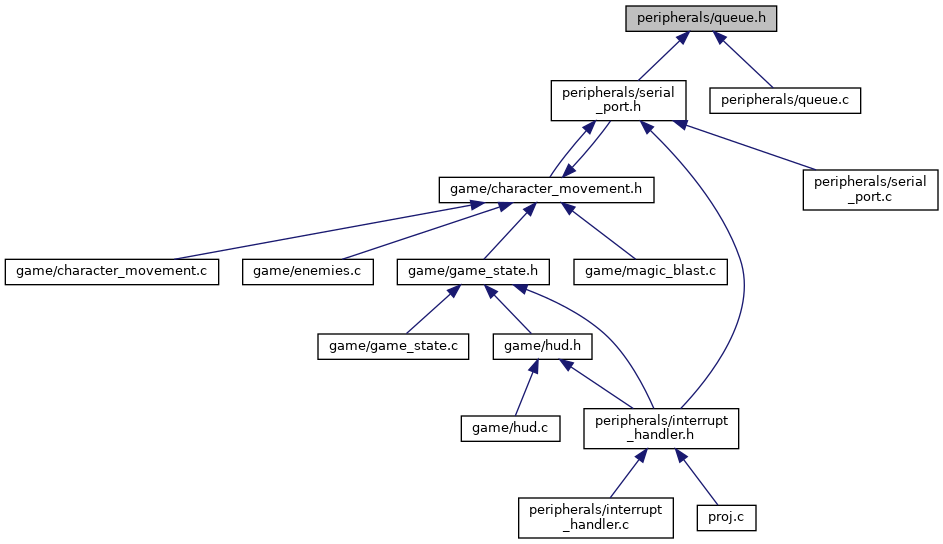 peripherals/queue.h
peripherals/serial
_port.h
peripherals/queue.c
game/character_movement.h
peripherals/serial
_port.c
game/character_movement.c
game/enemies.c
game/game_state.h
game/magic_blast.c
game/game_state.c
game/hud.h
game/hud.c
peripherals/interrupt
_handler.h
peripherals/interrupt
_handler.c
proj.c